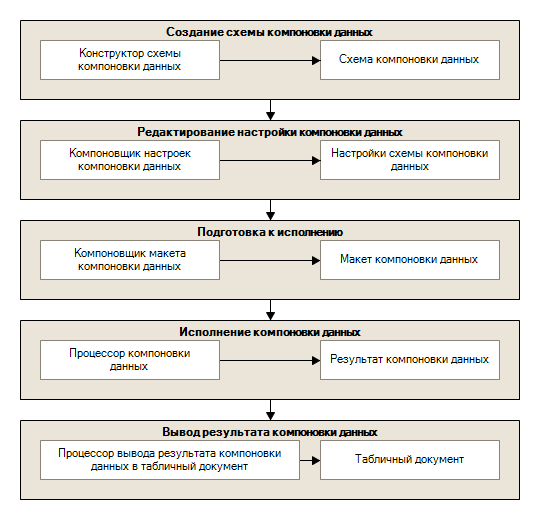 Создание схемы компоновки данных
Конструктор схемы
компоновки данных
Схема компоновки данных
Редактирование настройки компоновки данных
Компоновщик настроек
компоновки данных
Настройки схемы компоновки
данных
Подготовка к исполнению
Компоновщик макета
компоновки данных
Макет компоновки данных
Исполнение компоновки данных
Процессор компоновки
данных
Результат компоновки данных
Вывод результата компоновки данных
Процессор вывода результата компоновки
данных в табличный документ
Табличный документ